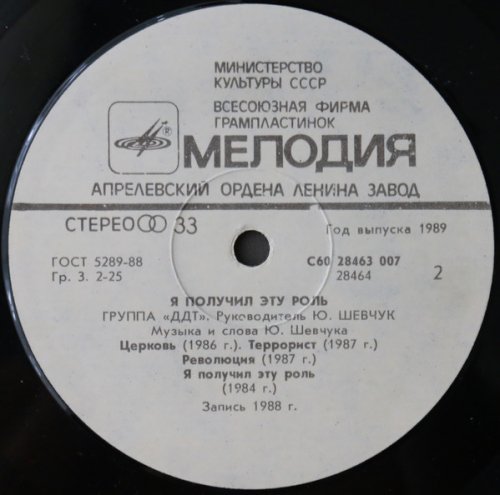 МИНИСТЕРСТВО
КУЛЬТУРЫ СССР
ВСЕСОЮЗНАЯ ФИРМА
ГРАМПЛАСТИНОК
® МЕЛОДИЯ
АПРЕЛЕВСКИЙ ОРДЕНА ЛЕНИНА ЗАВОД
СТЕРЕО 33
Год выпуска 1989
ГОСТ 5289-88
Гр. 3. 2-25
С60 28463 007
28464
2
Я ПОЛУЧИЛ ЭТУ РОЛЬ
ГРУППА «ДДТ». Руководитель Ю. ШЕВЧУК
Музыка и слова Ю. Шевчука
Церковь (1986 г.). Террорист (1987 г.)
Революция (1987 г.)
Я получил эту роль
(1984 г.)
Запись 1988 г.